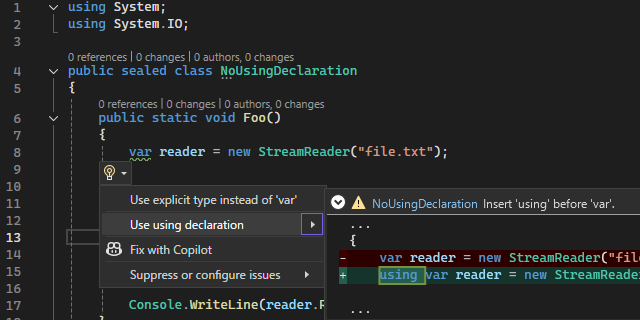 1 using System;
2 using System.IO;
3
0 references | 0 changes | 0 authors, 0 changes
4 public sealed class NoUsingDeclaration
5 {
0 references | 0 changes | 0 authors, 0 changes
6 public static void Foo()
7 {
8 var reader = new StreamReader("file.txt");
9
10
Use explicit type instead of 'var'
11
NoUsingDeclaration Insert 'using' before 'var'.
12
Use using declaration
...
13
Fix with Copilot
{
14
- var reader = new StreamReader("fil
15
Suppress or configure issues
+ using var reader = new StreamReader
16
17 Console.WriteLine(reader.R
...
18 }